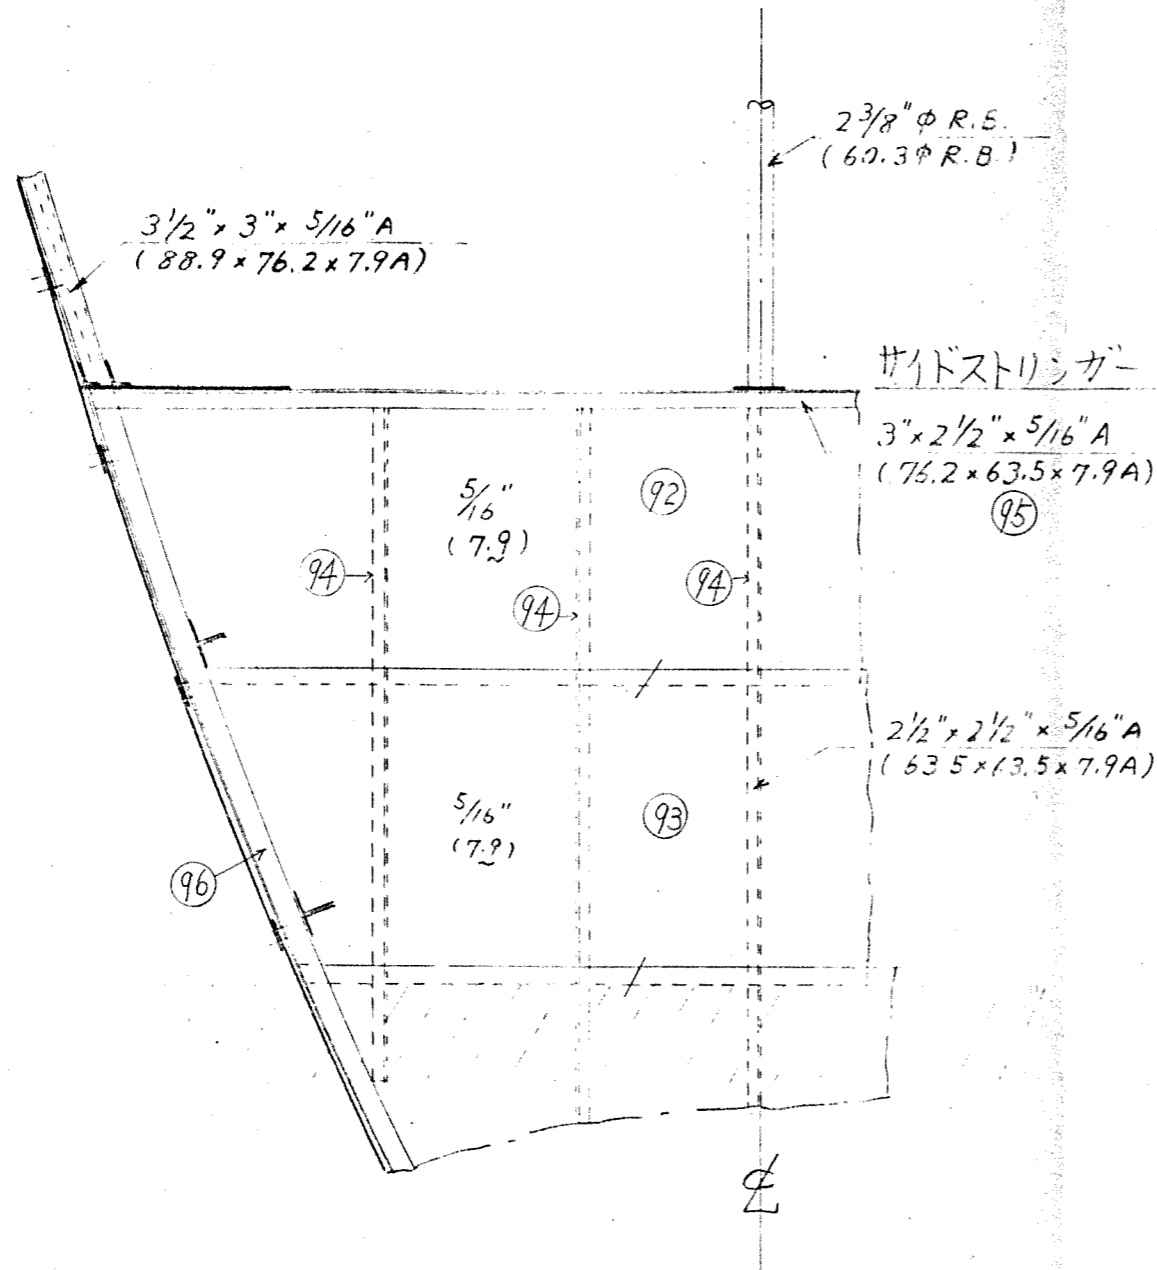 2 3/8" φ R.B.
(60.3φ R.B.)
3 1/2" × 3" × 5/16" A
(88.9 × 76.2 × 7.9A)
サイドストリンガー
3" × 2 1/2" × 5/16" A
(76.2 × 63.5 × 7.9A)
95
5/16"
(7.9)
92
94
94
94
2 1/2" × 2 1/2" × 5/16" A
(63.5 × 63.5 × 7.9A)
5/16"
(7.9)
93
96
℄